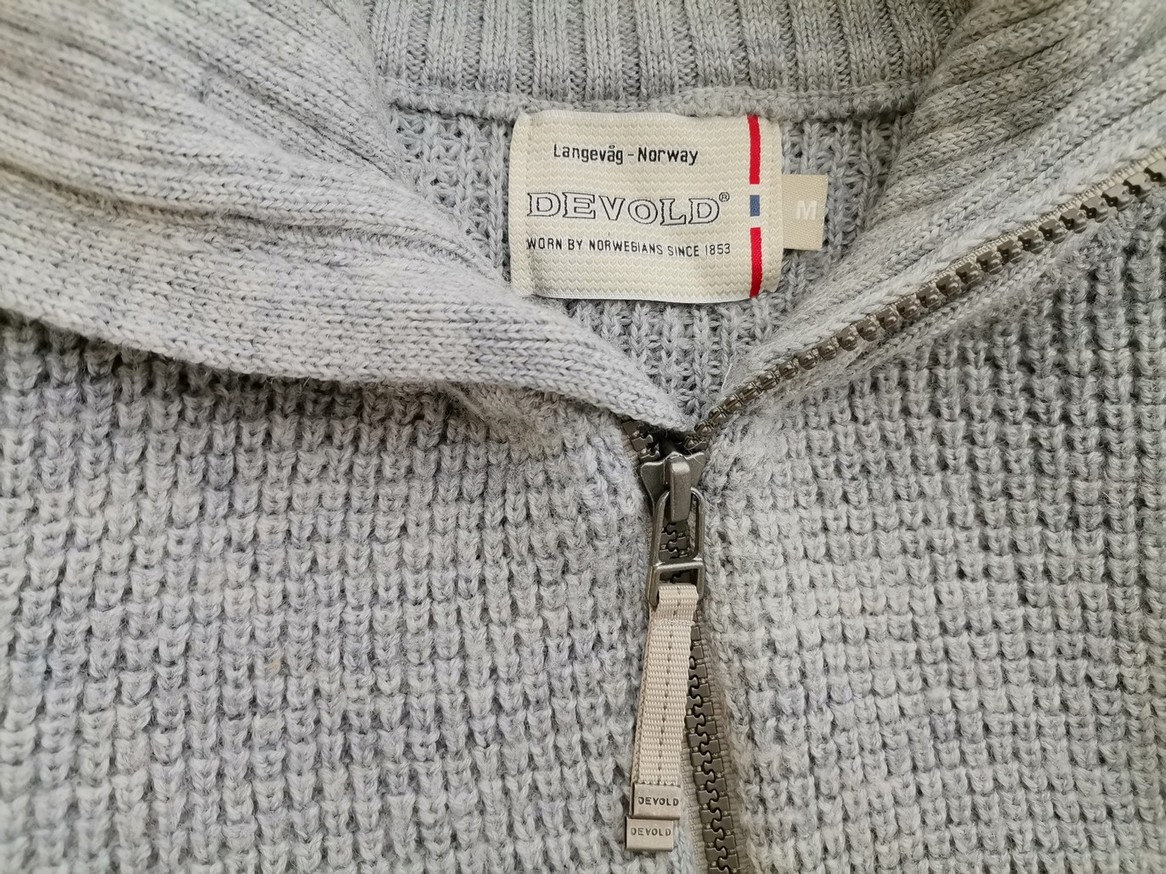 Langevåg - Norway
DEVOLD®
WORN BY NORWEGIANS SINCE 1853
M
DEVOLD
DEVOLD